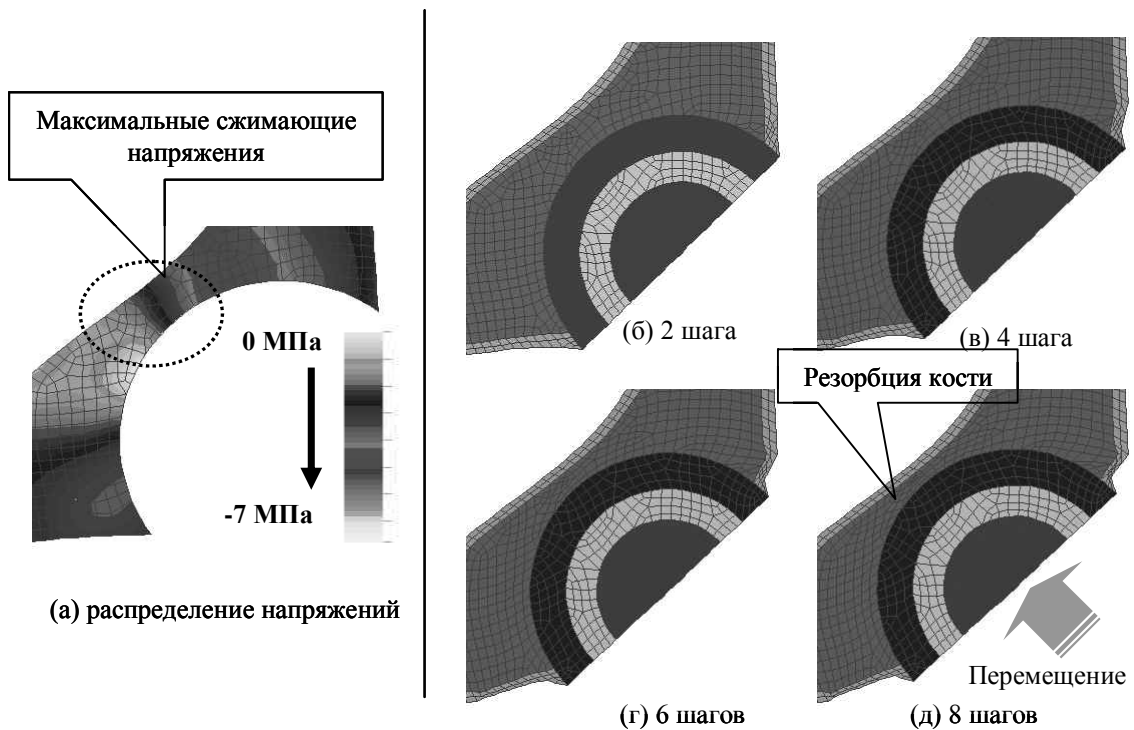 Максимальные сжимающие
напряжения
0 МПа
-7 МПа
(а) распределение напряжений
(б) 2 шага
(в) 4 шага
Резорбция кости
Перемещение
(г) 6 шагов
(д) 8 шагов